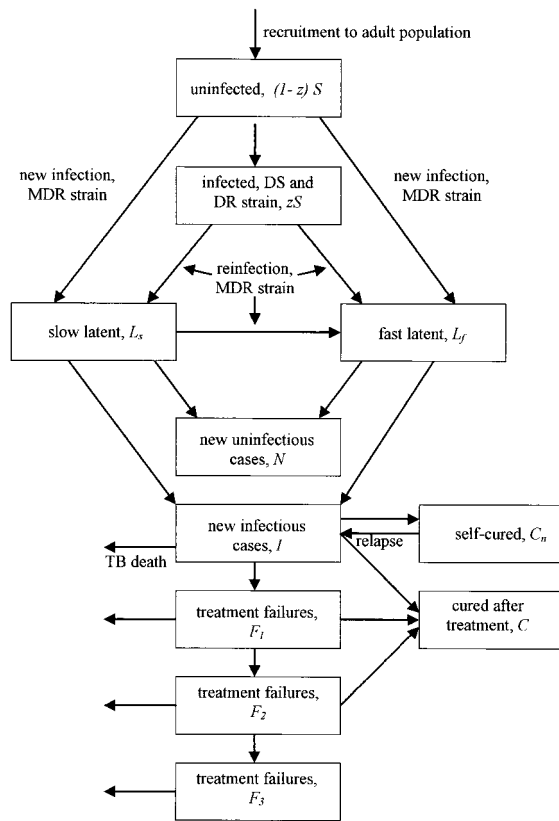 recruitment to adult population
uninfected, (1- z) S
new infection,
MDR strain
new infection,
MDR strain
infected, DS and
DR strain, zS
reinfection,
MDR strain
slow latent, Ls
fast latent, Lf
new uninfectious
cases, N
new infectious
cases, I
self-cured, Cn
relapse
TB death
treatment failures,
F1
cured after
treatment, C
treatment failures,
F2
treatment failures,
F3